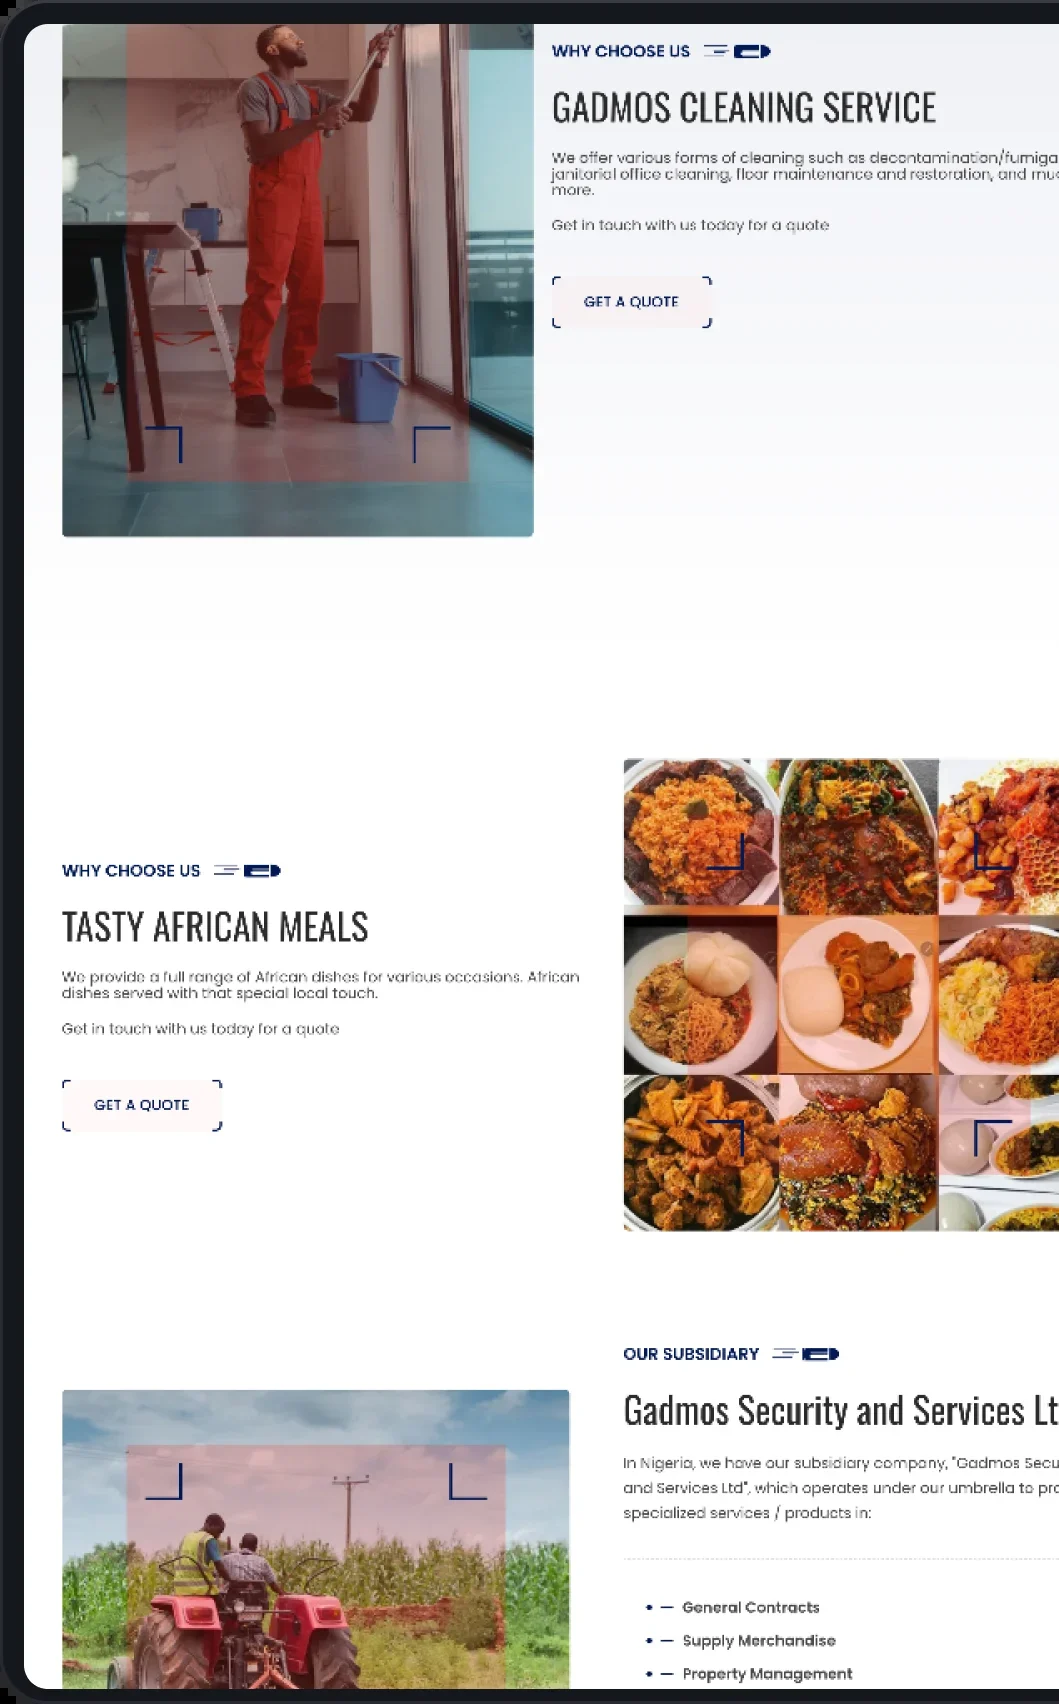 WHY CHOOSE US
GADMOS CLEANING SERVICE
We offer various forms of cleaning such as decontamination/fumiga
janitorial office cleaning, floor maintenance and restoration, and muc
more.
Get in touch with us today for a quote
GET A QUOTE
WHY CHOOSE US
TASTY AFRICAN MEALS
We provide a full range of African dishes for various occasions. African
dishes served with that special local touch.
Get in touch with us today for a quote
GET A QUOTE
OUR SUBSIDIARY
Gadmos Security and Services Lt
In Nigeria, we have our subsidiary company, "Gadmos Secu
and Services Ltd", which operates under our umbrella to pro
specialized services / products in:
General Contracts
Supply Merchandise
Property Management